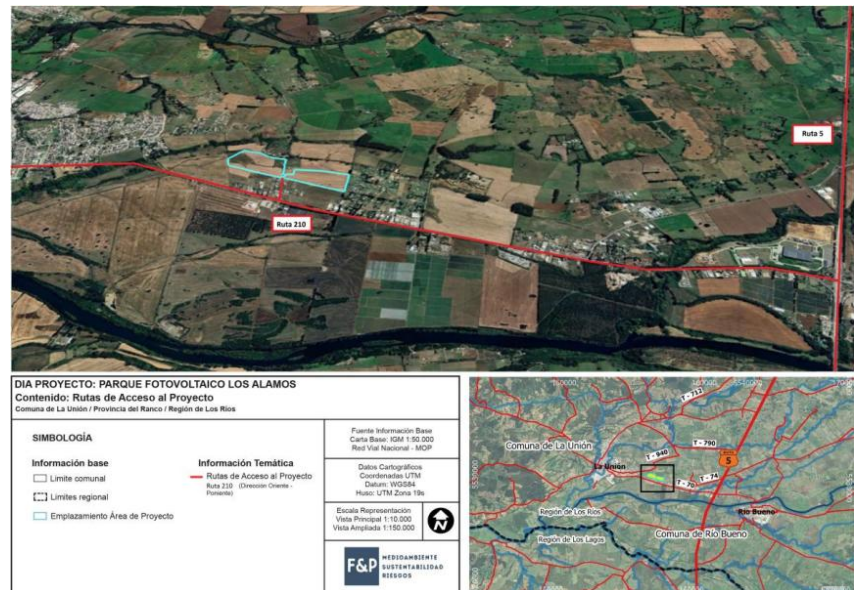 Ruta 5
Ruta 210
DIA PROYECTO: PARQUE FOTOVOLTAICO LOS ALAMOS
Contenido: Rutas de Acceso al Proyecto
Comuna de La Unión / Provincia del Ranco / Región de Los Ríos
SIMBOLOGÍA
Información base
Limite comunal
Limites regional
Emplazamiento Área de Proyecto
Información Temática
Rutas de Acceso al Proyecto
Ruta 210 (Dirección Oriente -
Poniente)
Fuente Información Base
Carta Base: IGM 1:50.000
Red Vial Nacional - MOP
Datos Cartográficos
Coordenadas UTM
Datum: WGS84
Huso: UTM Zona 19s
Escala Representación
Vista Principal 1:10.000
Vista Ampliada 1:150.000
F&P
MEDIOAMBIENTE
SUSTENTABILIDAD
RIESGOS
T - 712
Comuna de La Unión
T - 790
T - 940
5
La Unión
T - 74
T - 70
Región de Los Ríos
Río Bueno
Región de Los Lagos
Comuna de Río Bueno